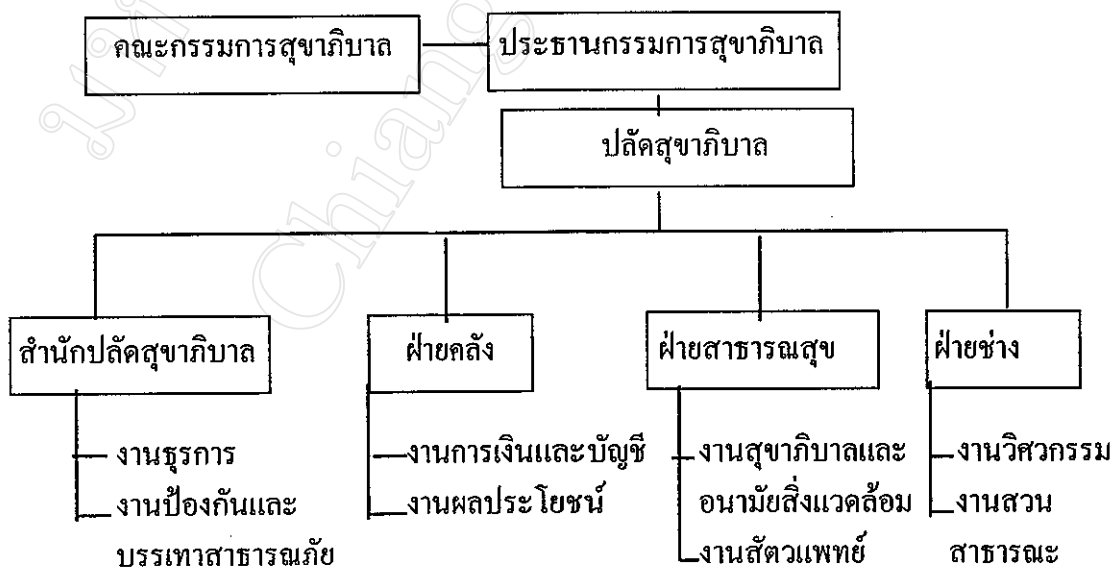 คณะกรรมการสุขาภิบาล
ประธานกรรมการสุขาภิบาล
ปลัดสุขาภิบาล
สำนักปลัดสุขาภิบาล
ฝ่ายคลัง
ฝ่ายสาธารณสุข
ฝ่ายช่าง
งานธุรการ
งานป้องกันและ
บรรเทาสาธารณภัย
งานการเงินและบัญชี
งานผลประโยชน์
งานสุขาภิบาลและ
อนามัยสิ่งแวดล้อม
งานสัตวแพทย์
งานวิศวกรรม
งานสวน
สาธารณะ
Chiang